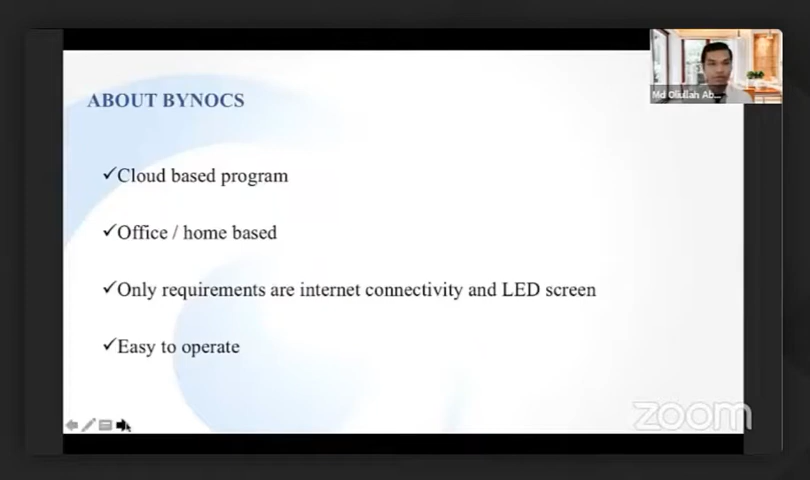 ABOUT BYNOCS
Md Oliullah Ab...
✓Cloud based program
✓Office / home based
✓Only requirements are internet connectivity and LED screen
✓Easy to operate
zoom